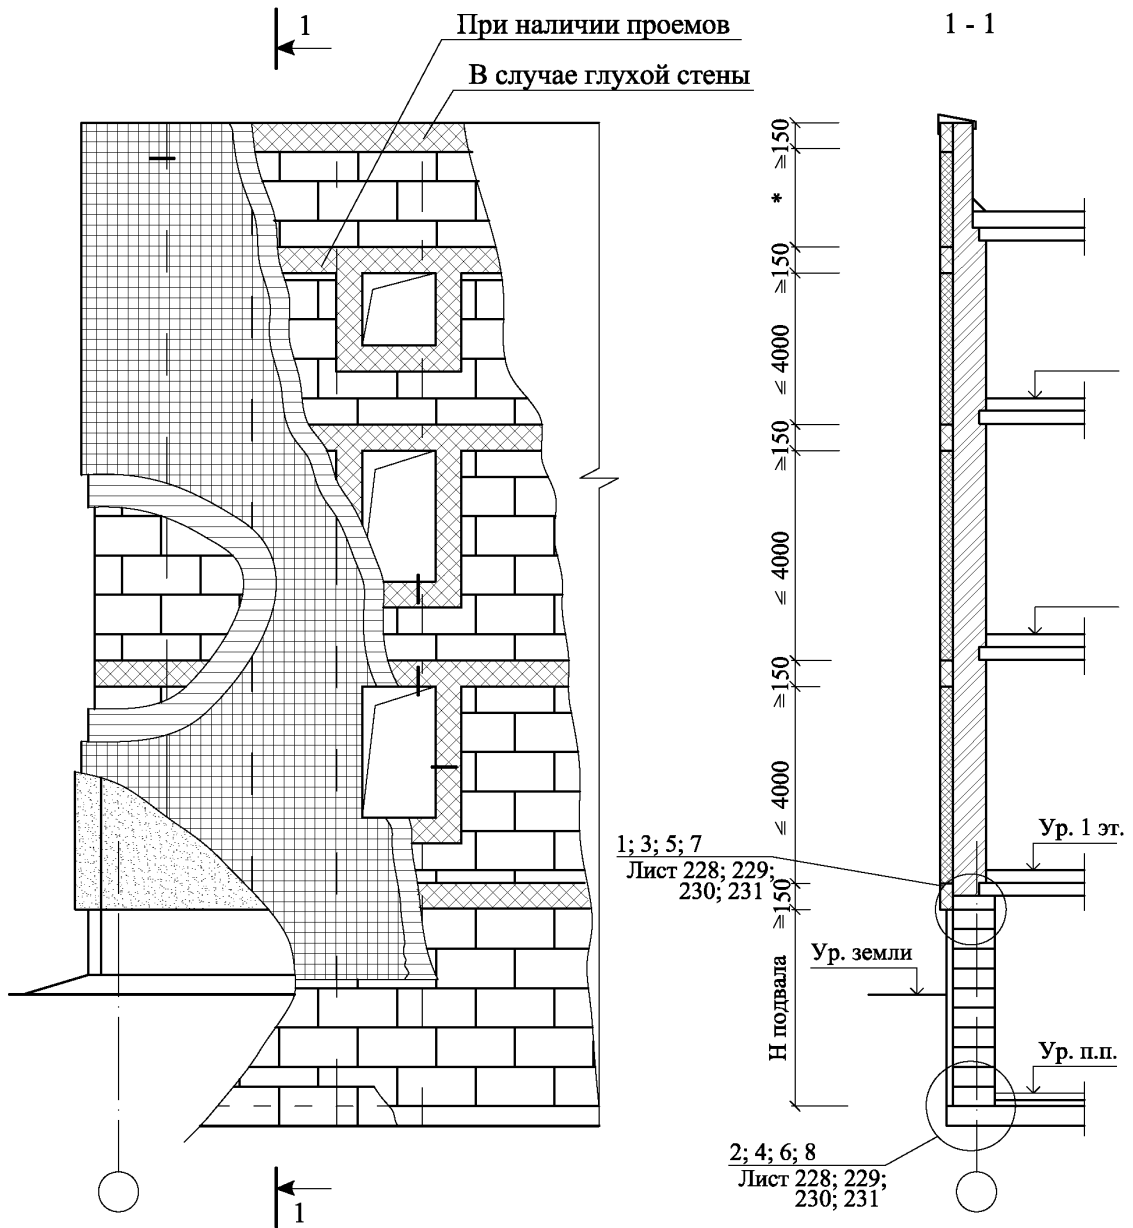 1
При наличии проемов
В случае глухой стены
1 - 1
≥150
*
≥150
≤ 4000
≥150
≤ 4000
≥150
≤ 4000
≥150
Н подвала
1; 3; 5; 7
Лист 228; 229;
230; 231
Ур. 1 эт.
Ур. земли
Ур. п.п.
2; 4; 6; 8
Лист 228; 229;
230; 231
1